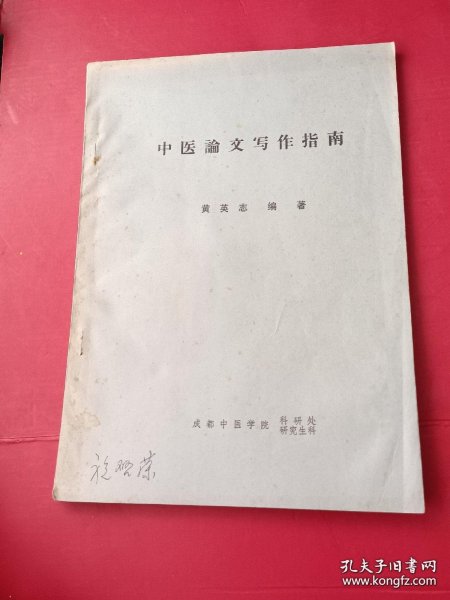 中医論文写作指南
黄英志 编著
成都中医学院 科研处
研究生科
孔夫子旧书网
www.kongfz.com